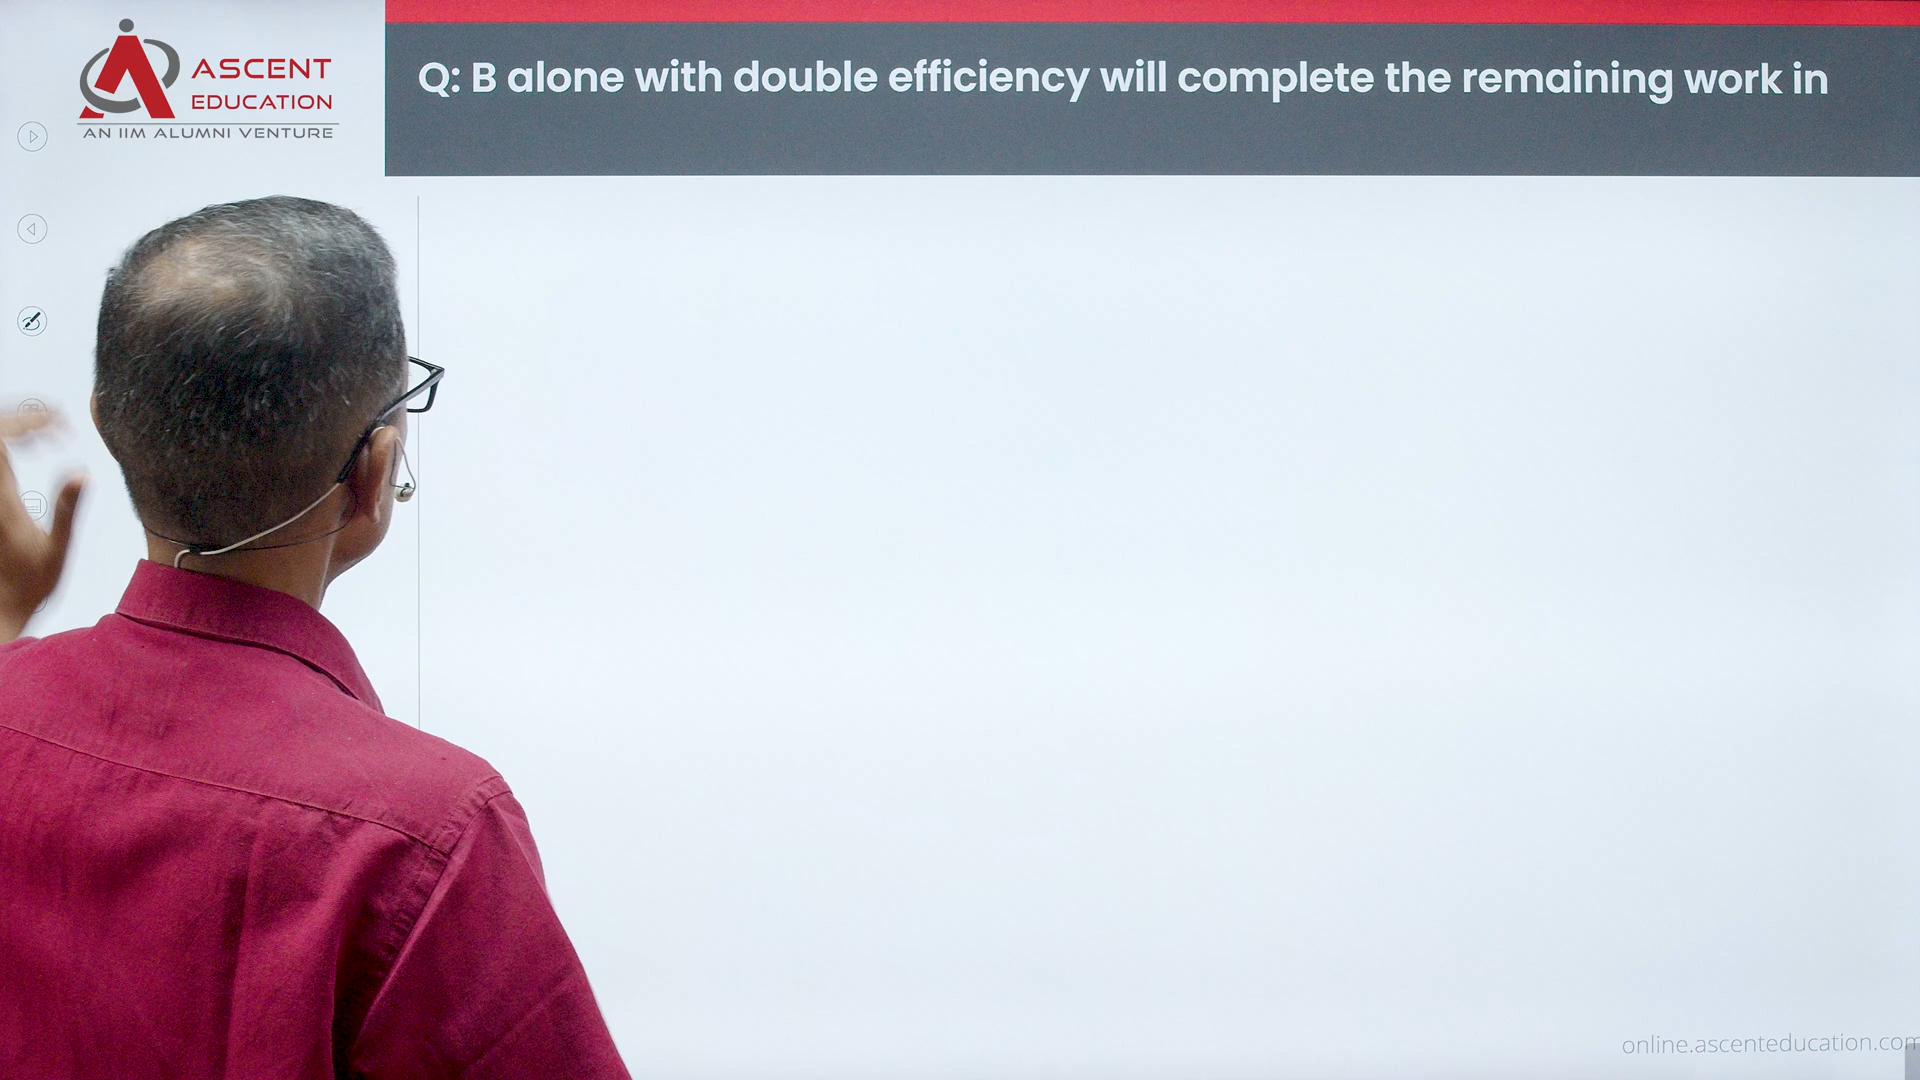 ASCENT
EDUCATION
AN IIM ALUMNI VENTURE
Q: B alone with double efficiency will complete the remaining work in
online.ascenteducation.com